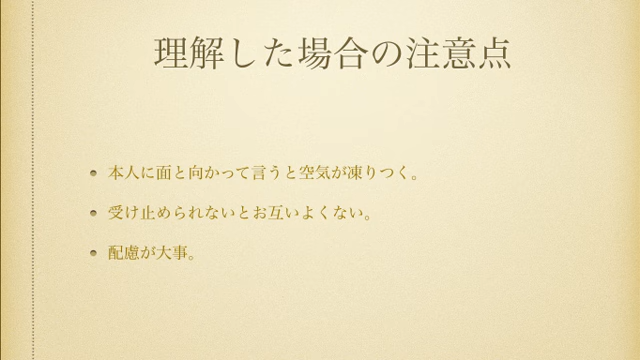 理解した場合の注意点
本人に面と向かって言うと空気が凍りつく。
受け止められないとお互いよくない。
配慮が大事。